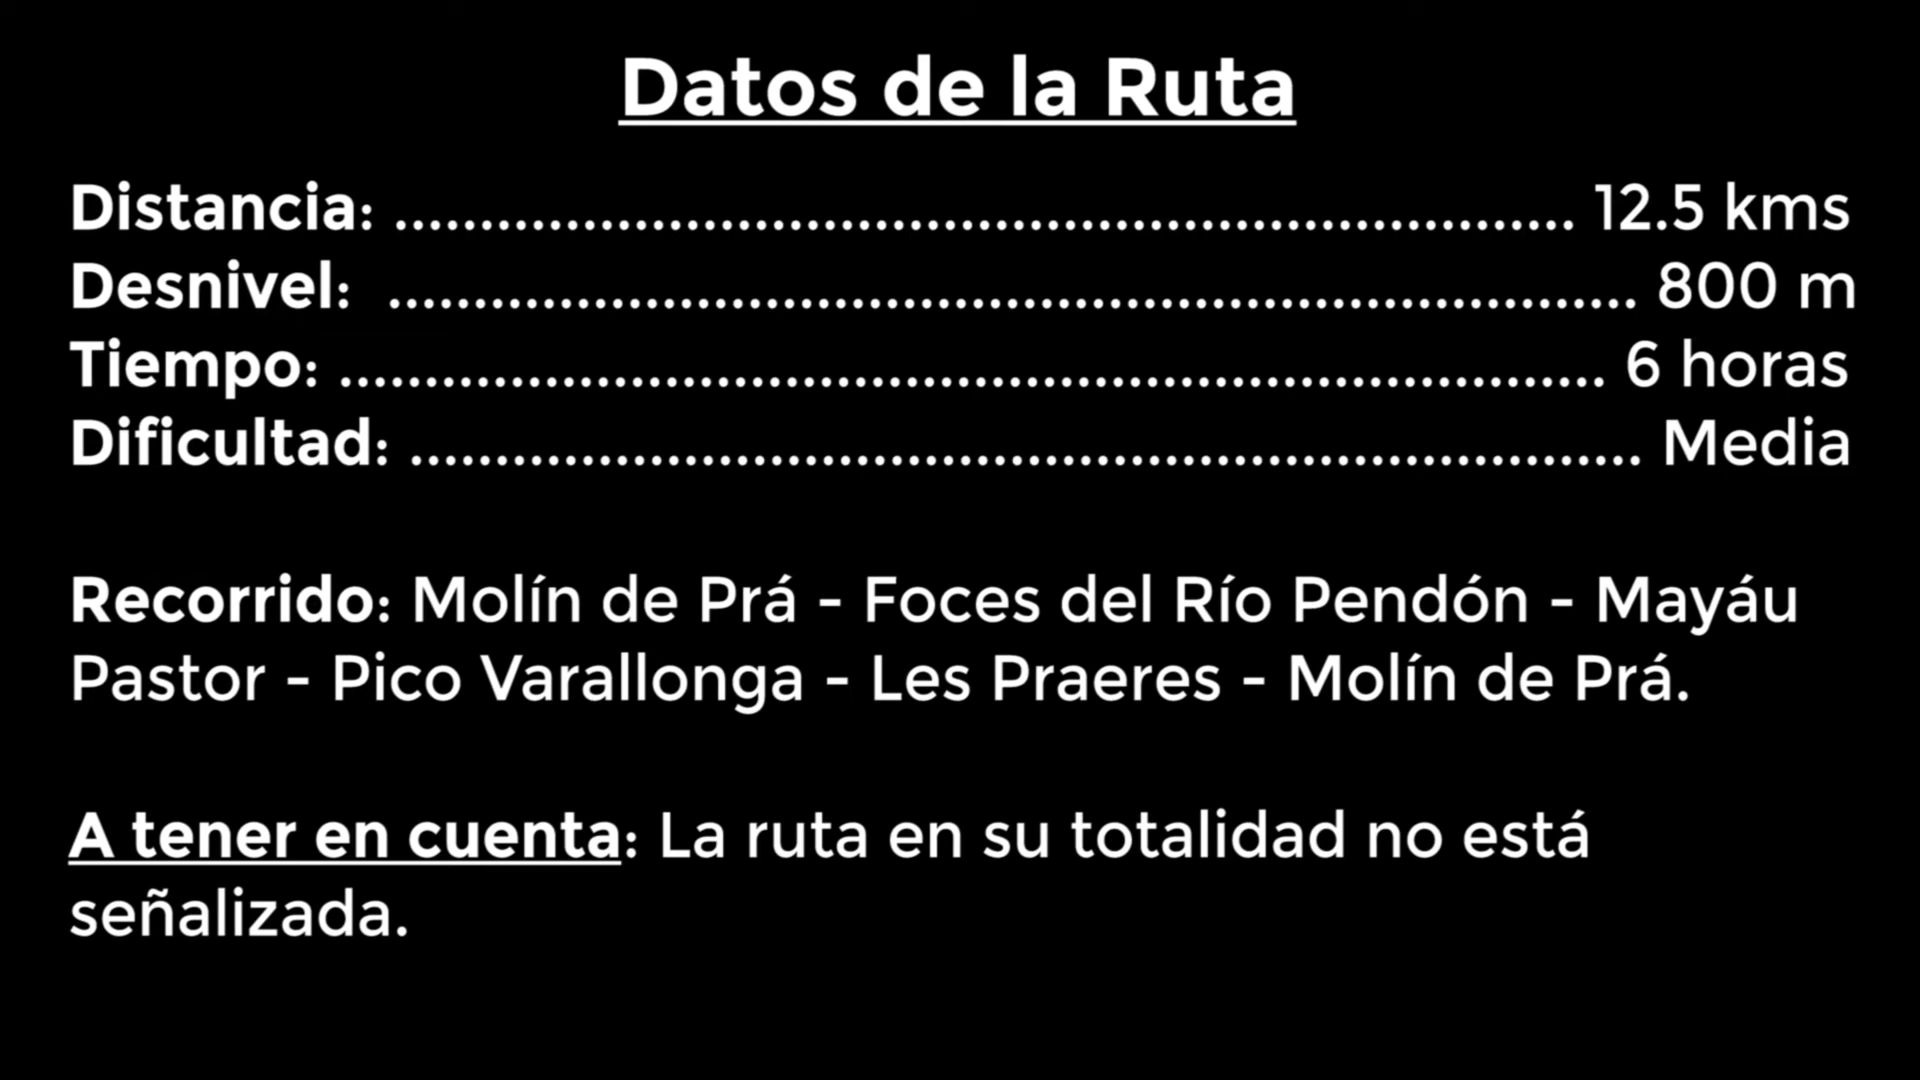 Datos de la Ruta
Distancia: ..................................................................... 12.5 kms
Desnivel:  ......................................................................... 800 m
Tiempo: .......................................................................... 6 horas
Dificultad: ........................................................................ Media
Recorrido: Molín de Prá - Foces del Río Pendón - Mayáu
Pastor - Pico Varallonga - Les Praeres - Molín de Prá.
A tener en cuenta: La ruta en su totalidad no está
señalizada.